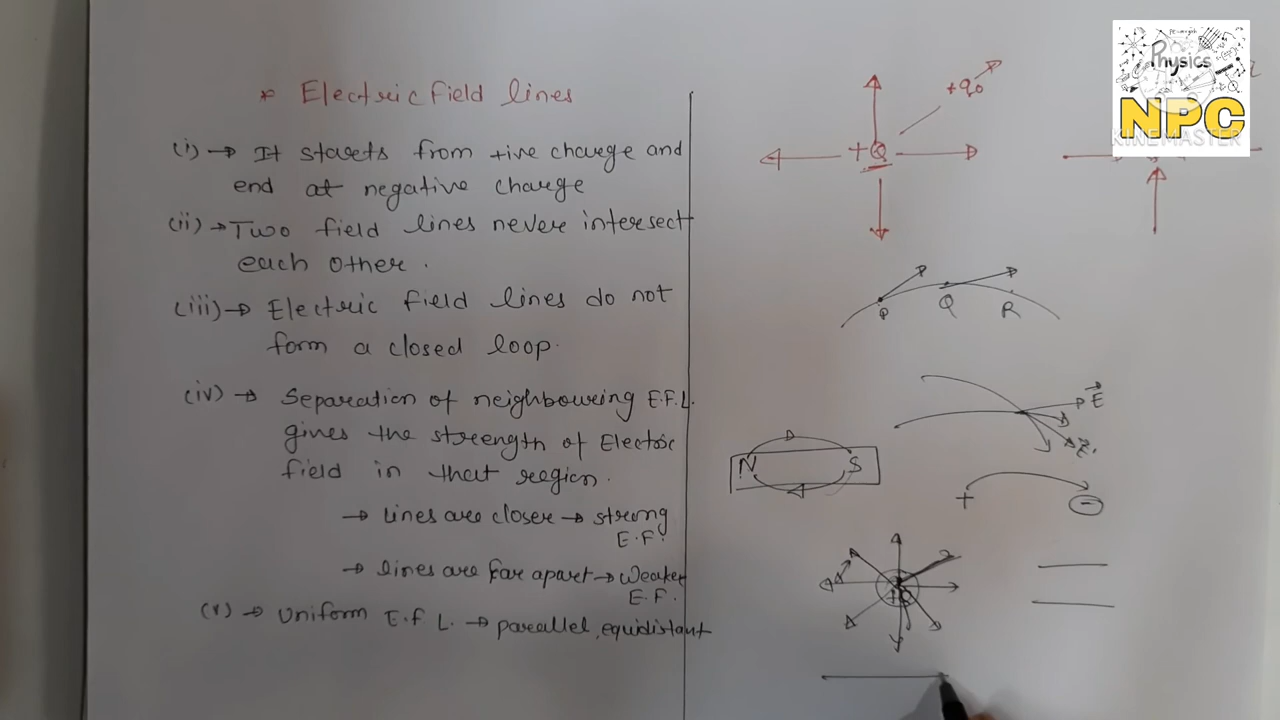 * Electric field lines
(i) → It starts from +ive charge and
end at negative charge
(ii) → Two field lines never intersect
each other.
(iii) → Electric field lines do not
form a closed loop.
(iv) → Separation of neighbouring E.F.L.
gives the strength of Electric
field in that region.
→ lines are closer → strong
E.F.
→ lines are far apart → Weaker
E.F.
(v) → Uniform E.f L. → parallel, equidistant
+q₀
+Q
P Q R
E
N S
+ −
Physics
NPC
KINEMASTER